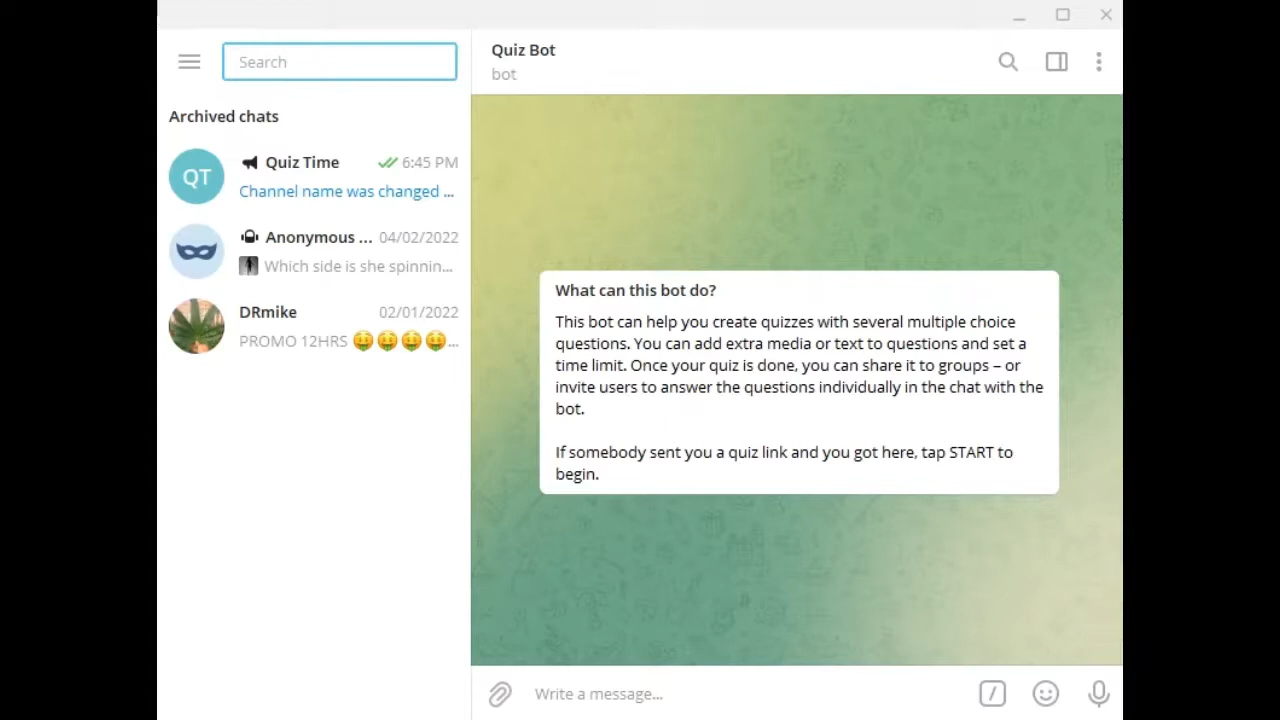 Search
Archived chats
QT
Quiz Time
6:45 PM
Channel name was changed ...
Anonymous ...
04/02/2022
Which side is she spinnin...
DRmike
02/01/2022
PROMO 12HRS 🤑🤑🤑🤑...
Quiz Bot
bot
What can this bot do?
This bot can help you create quizzes with several multiple choice
questions. You can add extra media or text to questions and set a
time limit. Once your quiz is done, you can share it to groups – or
invite users to answer the questions individually in the chat with the
bot.
If somebody sent you a quiz link and you got here, tap START to
begin.
Write a message...